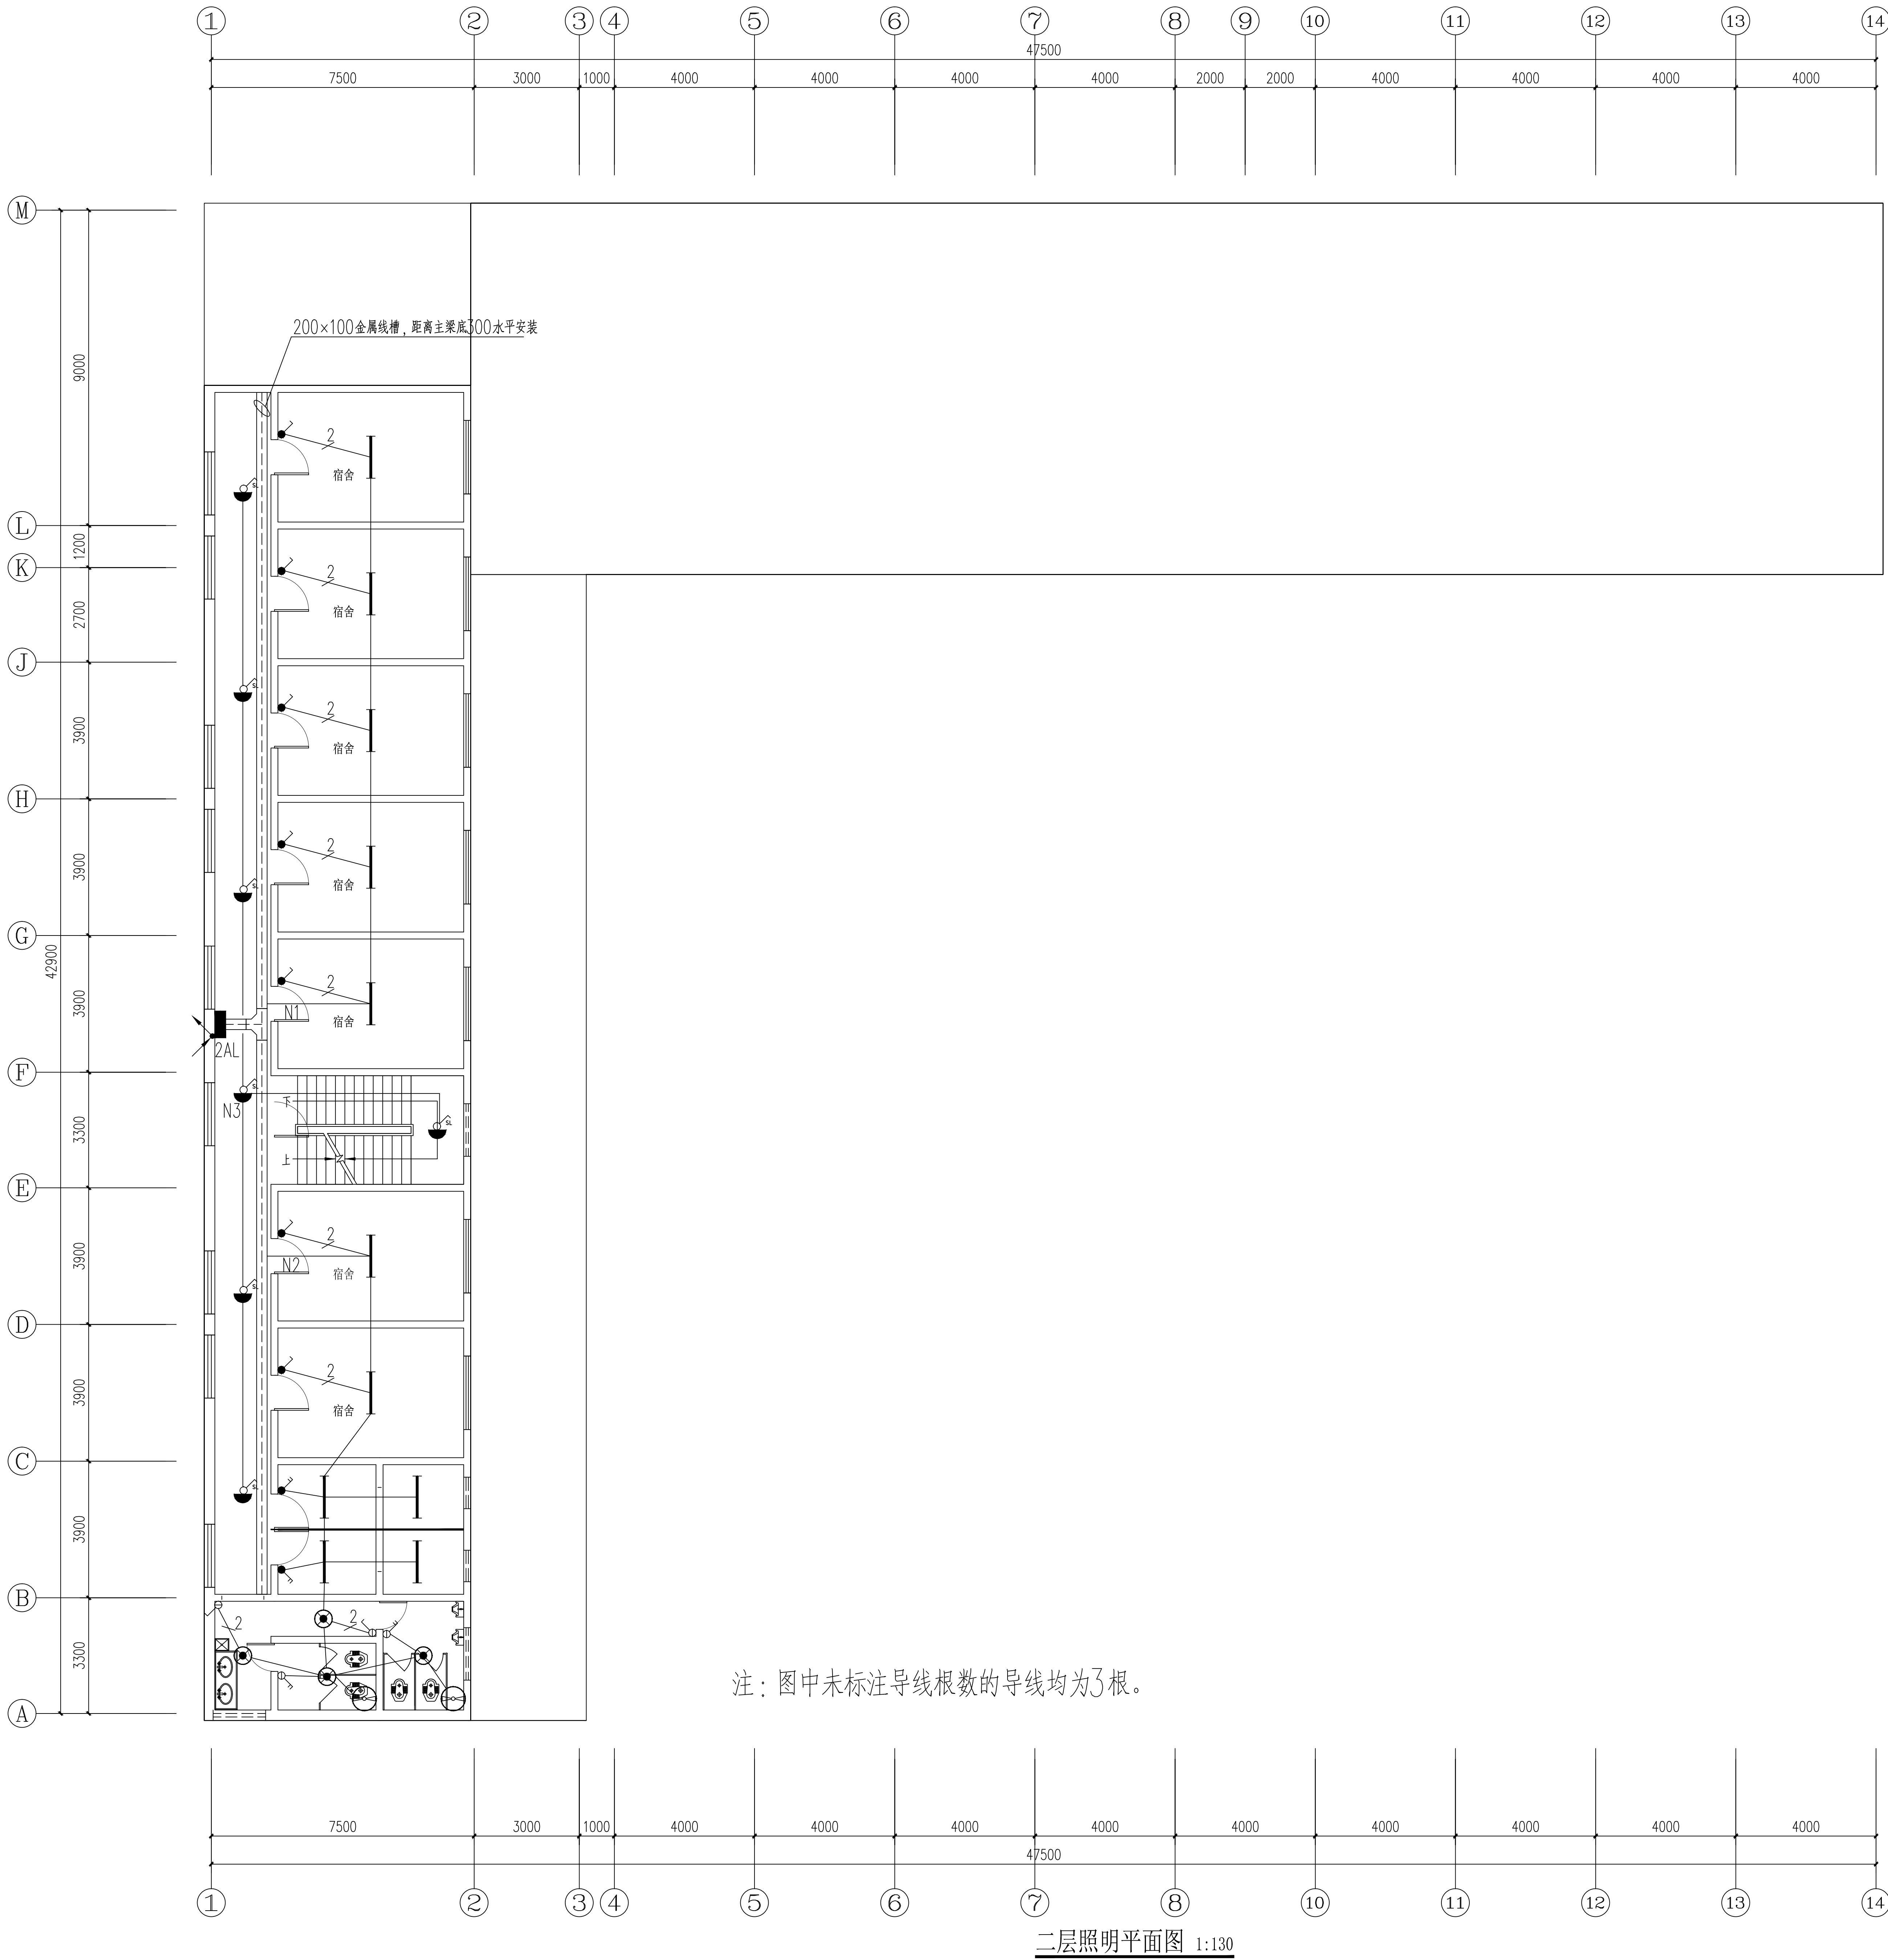 1 2 3 4 5 6 7 8 9 10 11 12 13 14
47500
7500 3000 1000 4000 4000 4000 4000 2000 2000 4000 4000 4000 4000
M
200×100金属线槽，距离主梁底300水平安装
9000
2
宿舍
SL
L
1200
2
K
宿舍
2700
J
SL
2
3900
宿舍
H
2
3900
宿舍
SL
G
42900
2
3900
N1
宿舍
2AL
F
SL
下
N3
3300
SL
上
E
2
3900
N2
宿舍
SL
D
2
3900
宿舍
C
SL
3900
B
2
2
3300
注：图中未标注导线根数的导线均为3根。
A
7500 3000 1000 4000 4000 4000 4000 4000 4000 4000 4000 4000
47500
1 2 3 4 5 6 7 8 10 11 12 13 14
二层照明平面图 1:130